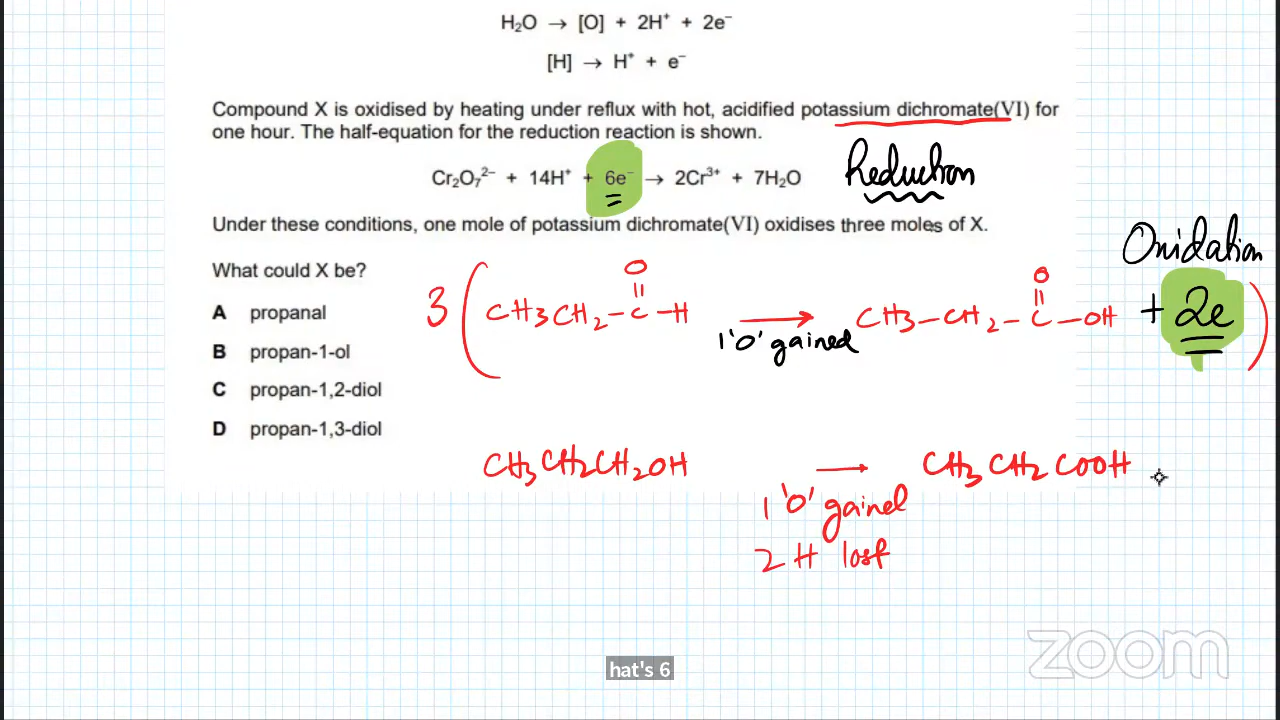 H₂O → [O] + 2H⁺ + 2e⁻
[H] → H⁺ + e⁻
Compound X is oxidised by heating under reflux with hot, acidified potassium dichromate(VI) for
one hour. The half-equation for the reduction reaction is shown.
Cr₂O₇²⁻ + 14H⁺ + 6e⁻ → 2Cr³⁺ + 7H₂O
Reduction
Under these conditions, one mole of potassium dichromate(VI) oxidises three moles of X.
Oxidation
What could X be?
A propanal
B propan-1-ol
C propan-1,2-diol
D propan-1,3-diol
O
3 ( CH3CH2-C-H → CH3-CH2-C-OH + 2e )
O
1 'O' gained
CH3CH2CH2OH → CH3CH2COOH
1 'O' gained
2 H lost
hat's 6
zoom